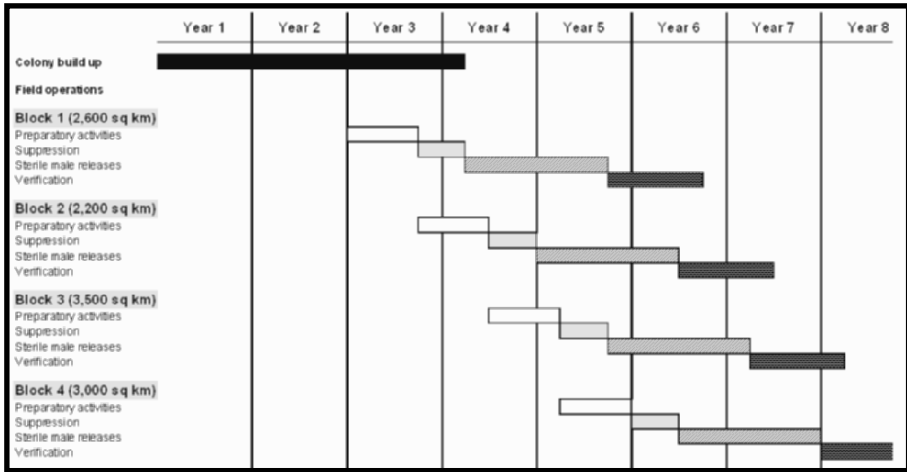 Year 1 Year 2 Year 3 Year 4 Year 5 Year 6 Year 7 Year 8
Colony build up
Field operations
Block 1 (2,600 sq km)
Preparatory activities
Suppression
Sterile male releases
Verification
Block 2 (2,200 sq km)
Preparatory activities
Suppression
Sterile male releases
Verification
Block 3 (3,500 sq km)
Preparatory activities
Suppression
Sterile male releases
Verification
Block 4 (3,000 sq km)
Preparatory activities
Suppression
Sterile male releases
Verification